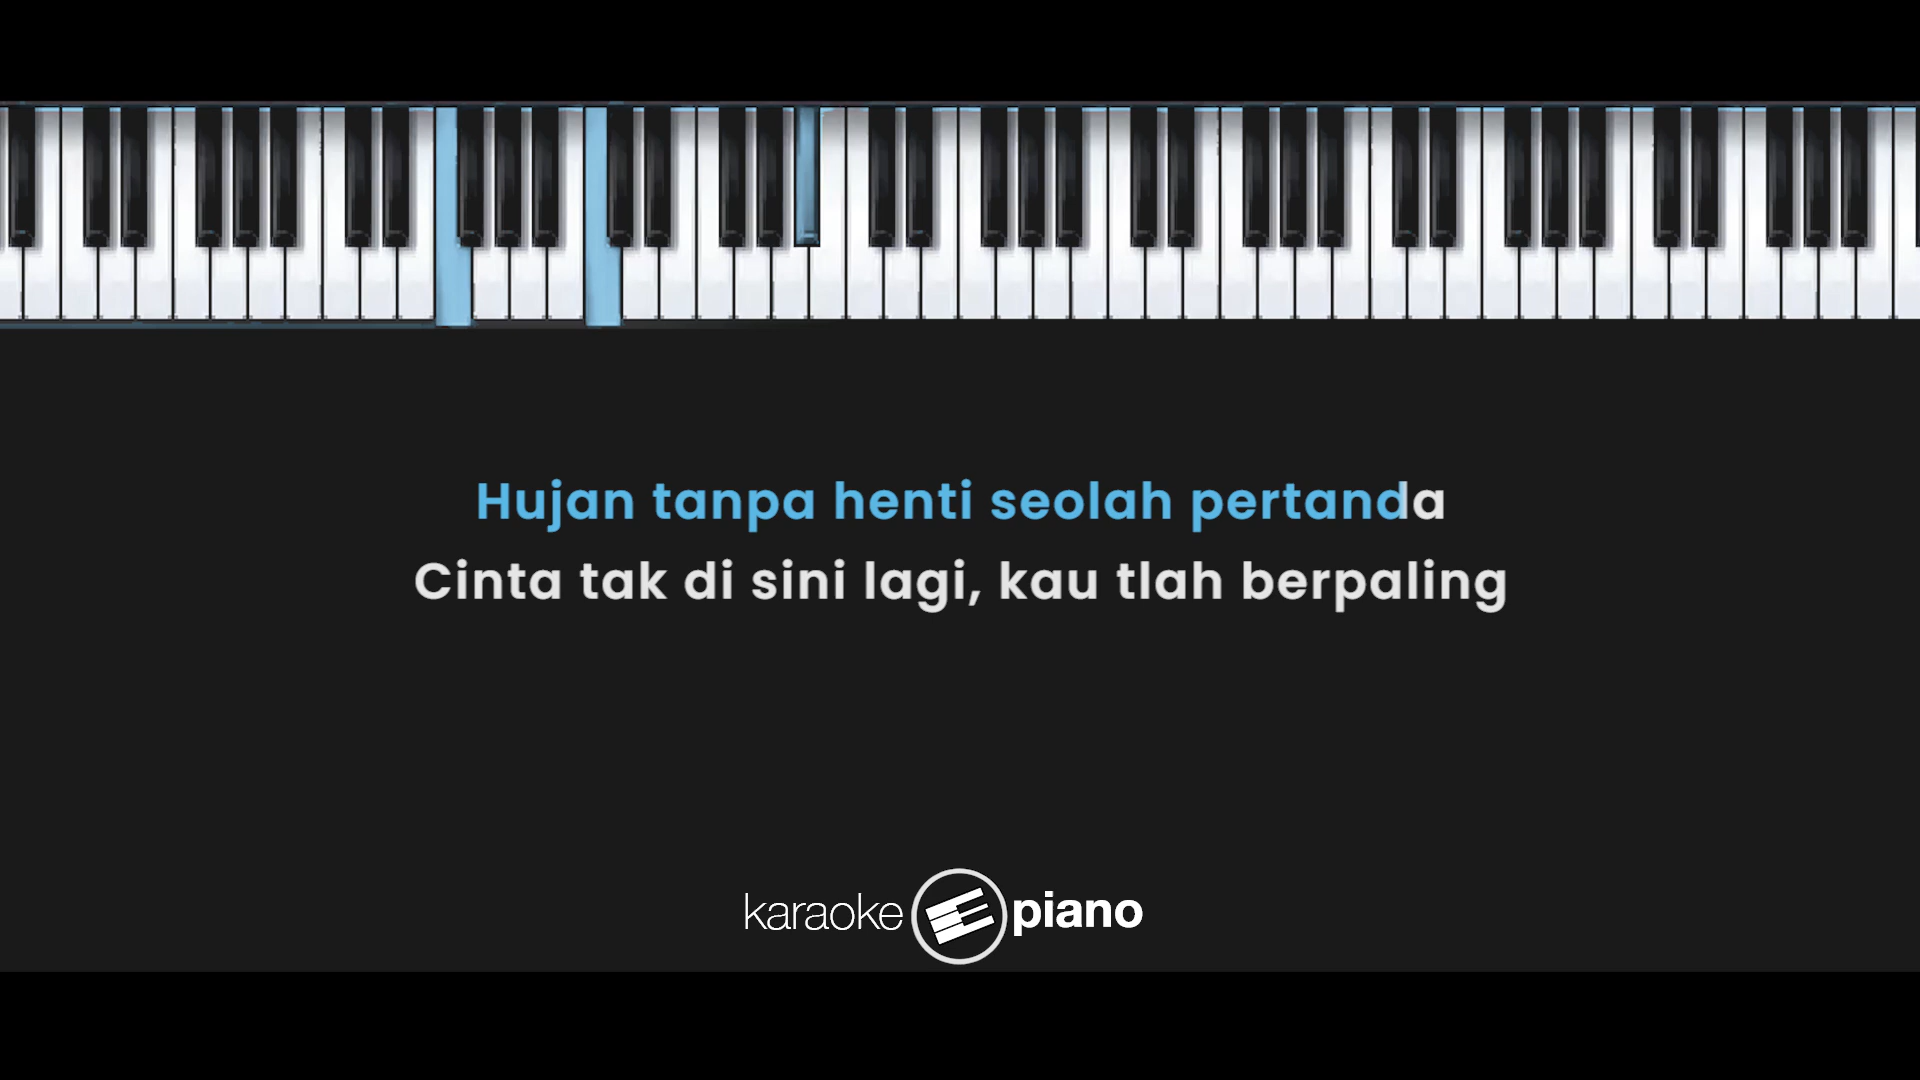 Hujan tanpa henti seolah pertanda
Cinta tak di sini lagi, kau tlah berpaling
karaoke piano